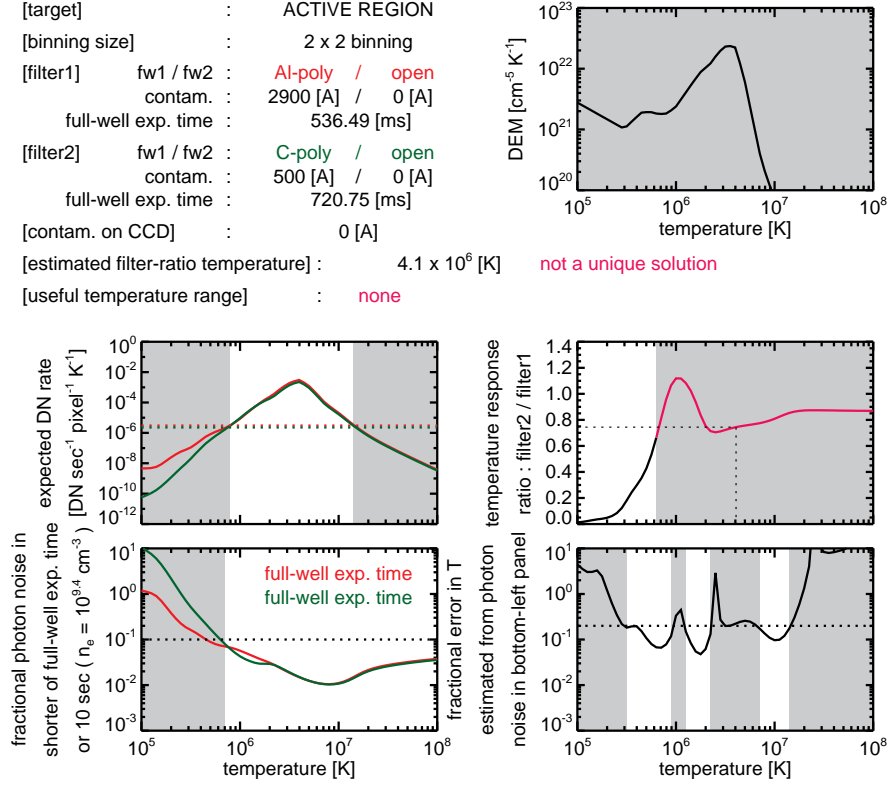 [target] : ACTIVE REGION
[binning size] : 2 x 2 binning
[filter1] fw1 / fw2 : Al-poly / open
contam. : 2900 [A] / 0 [A]
full-well exp. time : 536.49 [ms]
[filter2] fw1 / fw2 : C-poly / open
contam. : 500 [A] / 0 [A]
full-well exp. time : 720.75 [ms]
[contam. on CCD] : 0 [A]
[estimated filter-ratio temperature] : 4.1 x 10^6 [K] not a unique solution
[useful temperature range] : none
DEM [cm^-5 K^-1]
10^23
10^22
10^21
10^20
10^5 10^6 10^7 10^8
temperature [K]
expected DN rate
[DN sec^-1 pixel^-1 K^-1]
10^0
10^-2
10^-4
10^-6
10^-8
10^-10
10^-12
temperature response
ratio : filter2 / filter1
1.4
1.2
1.0
0.8
0.6
0.4
0.2
0.0
fractional photon noise in
shorter of full-well exp. time
or 10 sec ( n_e = 10^9.4 cm^-3 )
10^1
10^0
10^-1
10^-2
10^-3
full-well exp. time
full-well exp. time
10^5 10^6 10^7 10^8
temperature [K]
fractional error in T
estimated from photon
noise in bottom-left panel
10^1
10^0
10^-1
10^-2
10^-3
10^5 10^6 10^7 10^8
temperature [K]